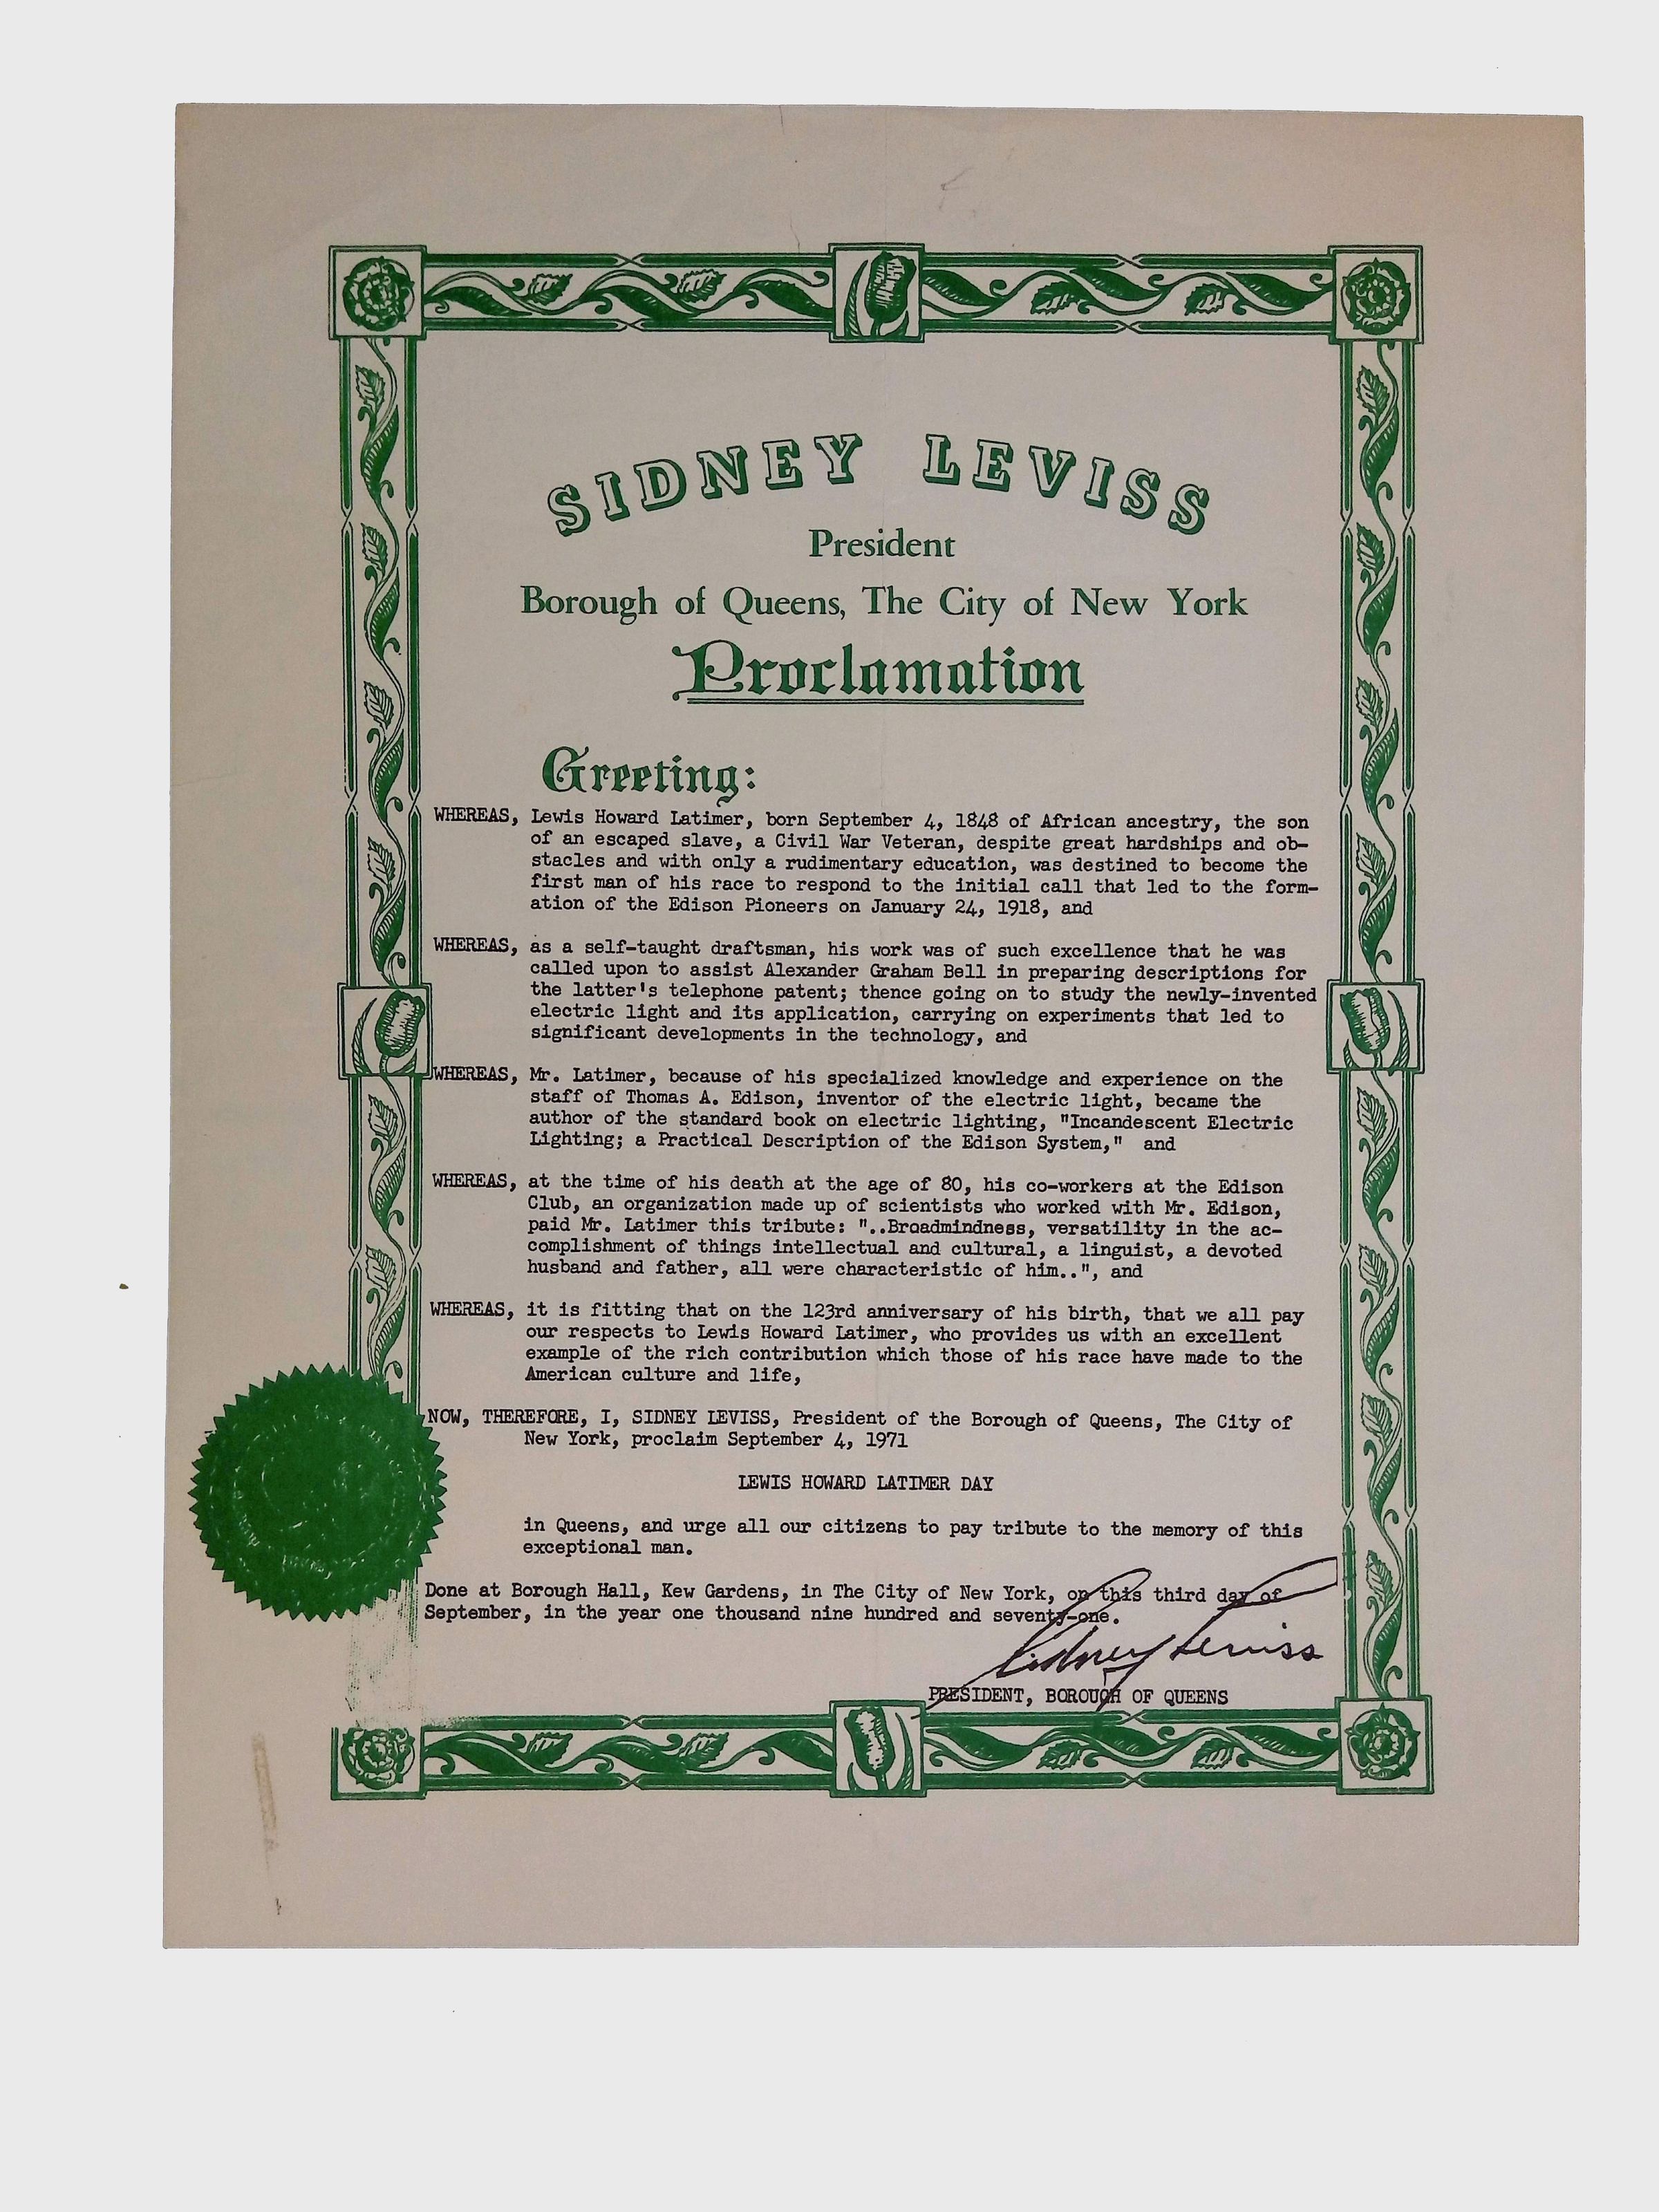 SIDNEY LEVISS
President
Borough of Queens, The City of New York
Proclamation
Greeting:
WHEREAS, Lewis Howard Latimer, born September 4, 1848 of African ancestry, the son
of an escaped slave, a Civil War Veteran, despite great hardships and ob-
stacles and with only a rudimentary education, was destined to become the
first man of his race to respond to the initial call that led to the form-
ation of the Edison Pioneers on January 24, 1918, and
WHEREAS, as a self-taught draftsman, his work was of such excellence that he was
called upon to assist Alexander Graham Bell in preparing descriptions for
the latter's telephone patent; thence going on to study the newly-invented
electric light and its application, carrying on experiments that led to
significant developments in the technology, and
WHEREAS, Mr. Latimer, because of his specialized knowledge and experience on the
staff of Thomas A. Edison, inventor of the electric light, became the
author of the standard book on electric lighting, "Incandescent Electric
Lighting; a Practical Description of the Edison System," and
WHEREAS, at the time of his death at the age of 80, his co-workers at the Edison
Club, an organization made up of scientists who worked with Mr. Edison,
paid Mr. Latimer this tribute: "..Broadmindness, versatility in the ac-
complishment of things intellectual and cultural, a linguist, a devoted
husband and father, all were characteristic of him..", and
WHEREAS, it is fitting that on the 123rd anniversary of his birth, that we all pay
our respects to Lewis Howard Latimer, who provides us with an excellent
example of the rich contribution which those of his race have made to the
American culture and life,
NOW, THEREFORE, I, SIDNEY LEVISS, President of the Borough of Queens, The City of
New York, proclaim September 4, 1971
LEWIS HOWARD LATIMER DAY
in Queens, and urge all our citizens to pay tribute to the memory of this
exceptional man.
Done at Borough Hall, Kew Gardens, in The City of New York, on this third day of
September, in the year one thousand nine hundred and seventy-one.
Sidney Leviss
PRESIDENT, BOROUGH OF QUEENS